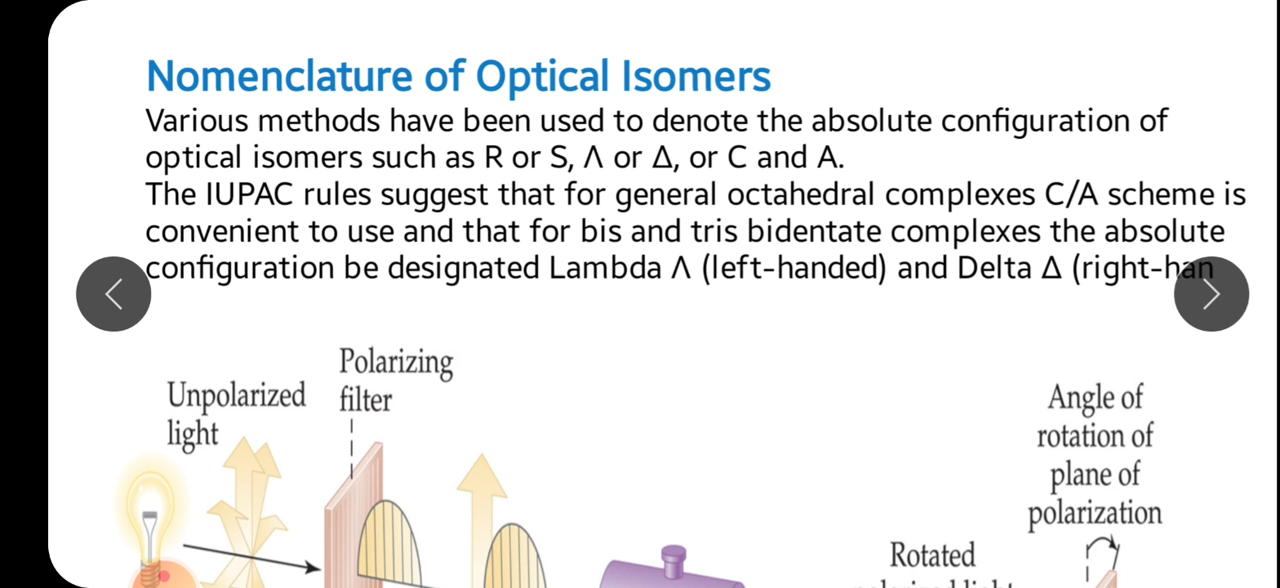 Nomenclature of Optical Isomers
Various methods have been used to denote the absolute configuration of
optical isomers such as R or S, Λ or Δ, or C and A.
The IUPAC rules suggest that for general octahedral complexes C/A scheme is
convenient to use and that for bis and tris bidentate complexes the absolute
configuration be designated Lambda Λ (left-handed) and Delta Δ (right-han
Polarizing
filter
Unpolarized
light
Angle of
rotation of
plane of
polarization
Rotated